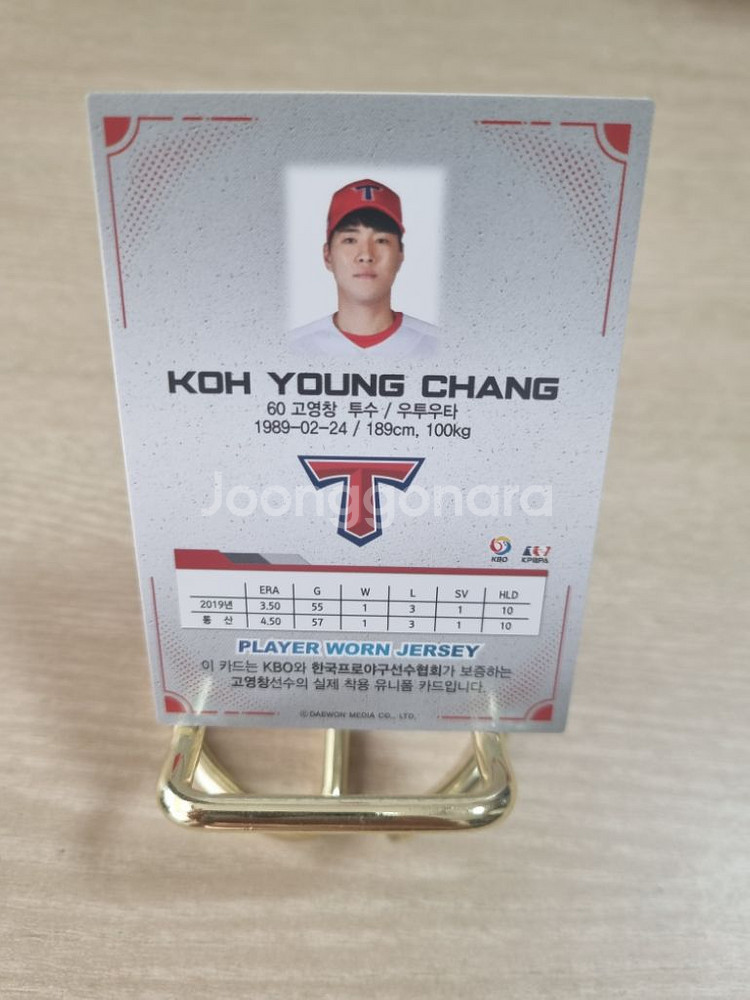 T
KOH YOUNG CHANG
60 고영창 투수 / 우투우타
1989-02-24 / 189cm, 100kg
T
Joonggonara
KBO KPBPA
ERA G W L SV HLD
2019년 3.50 55 1 3 1 10
통 산 4.50 57 1 3 1 10
PLAYER WORN JERSEY
이 카드는 KBO와 한국프로야구선수협회가 보증하는
고영창선수의 실제 착용 유니폼 카드입니다.
ⓒDAEWON MEDIA CO., LTD.